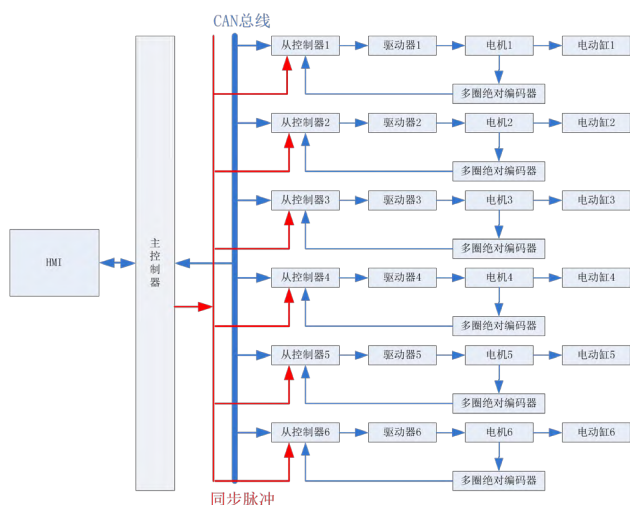 CAN总线
从控制器1
驱动器1
电机1
电动缸1
多圈绝对编码器
从控制器2
驱动器2
电机2
电动缸2
多圈绝对编码器
从控制器3
驱动器3
电机3
电动缸3
多圈绝对编码器
HMI
主控制器
从控制器4
驱动器4
电机4
电动缸4
多圈绝对编码器
从控制器5
驱动器5
电机5
电动缸5
多圈绝对编码器
从控制器6
驱动器6
电机6
电动缸6
多圈绝对编码器
同步脉冲